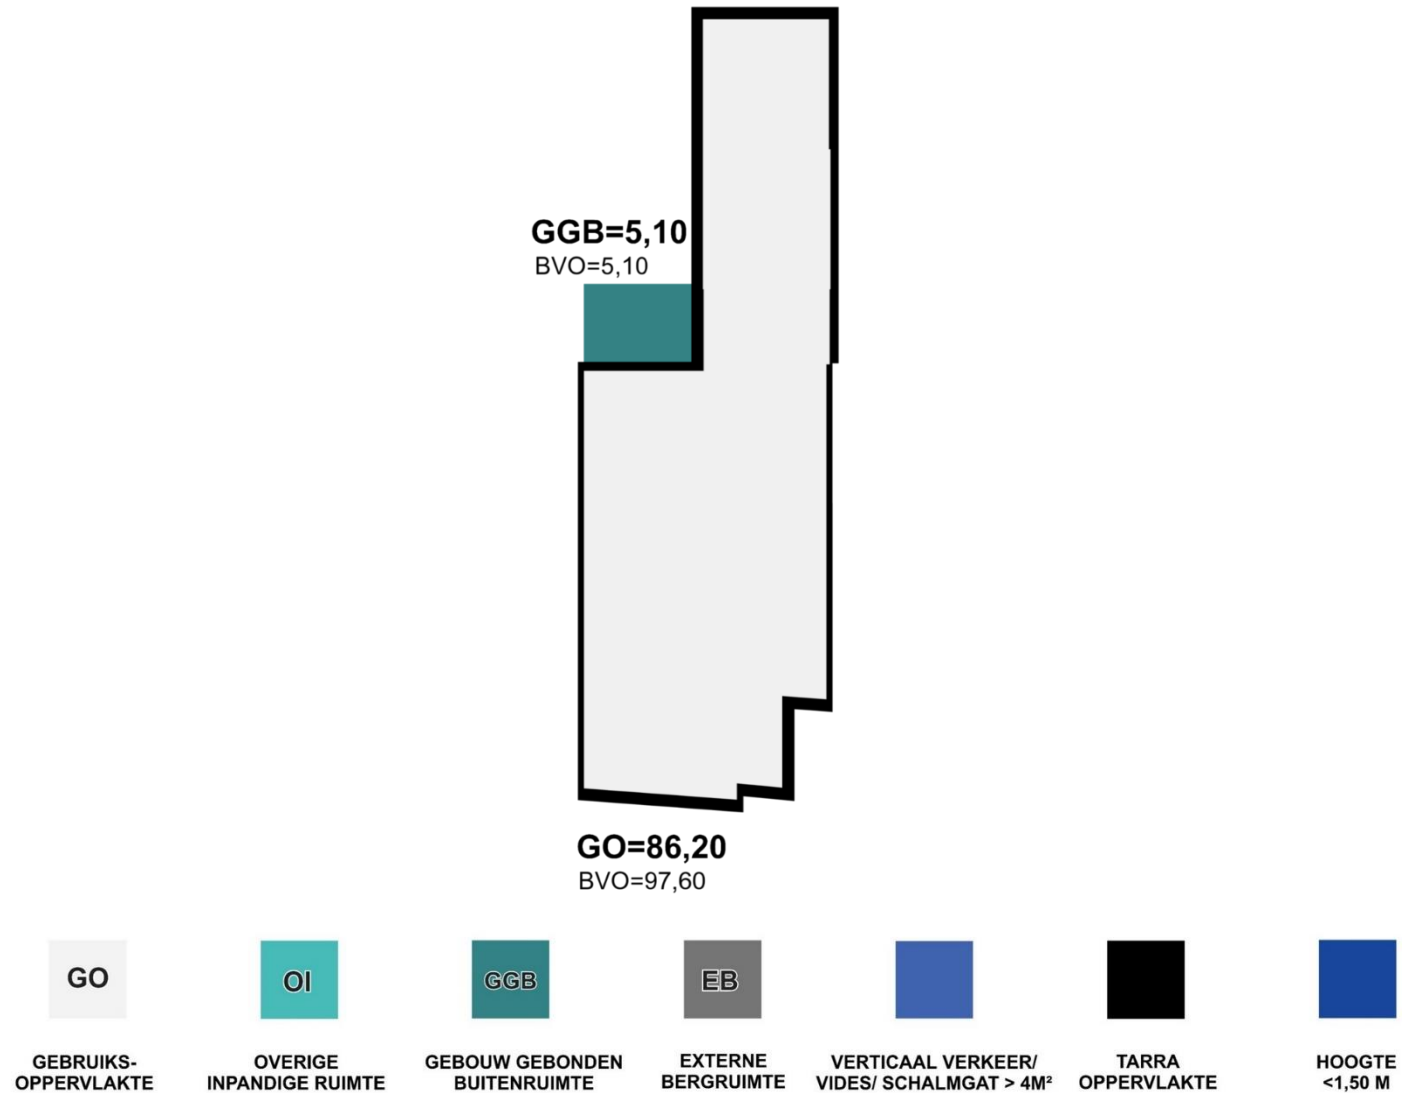 GGB=5,10
BVO=5,10
GO=86,20
BVO=97,60
GO
OI
GGB
EB
GEBRUIKS-
OPPERVLAKTE
OVERIGE
INPANDIGE RUIMTE
GEBOUW GEBONDEN
BUITENRUIMTE
EXTERNE
BERGRUIMTE
VERTICAAL VERKEER/
VIDES/ SCHALMGAT > 4M²
TARRA
OPPERVLAKTE
HOOGTE
<1,50 M